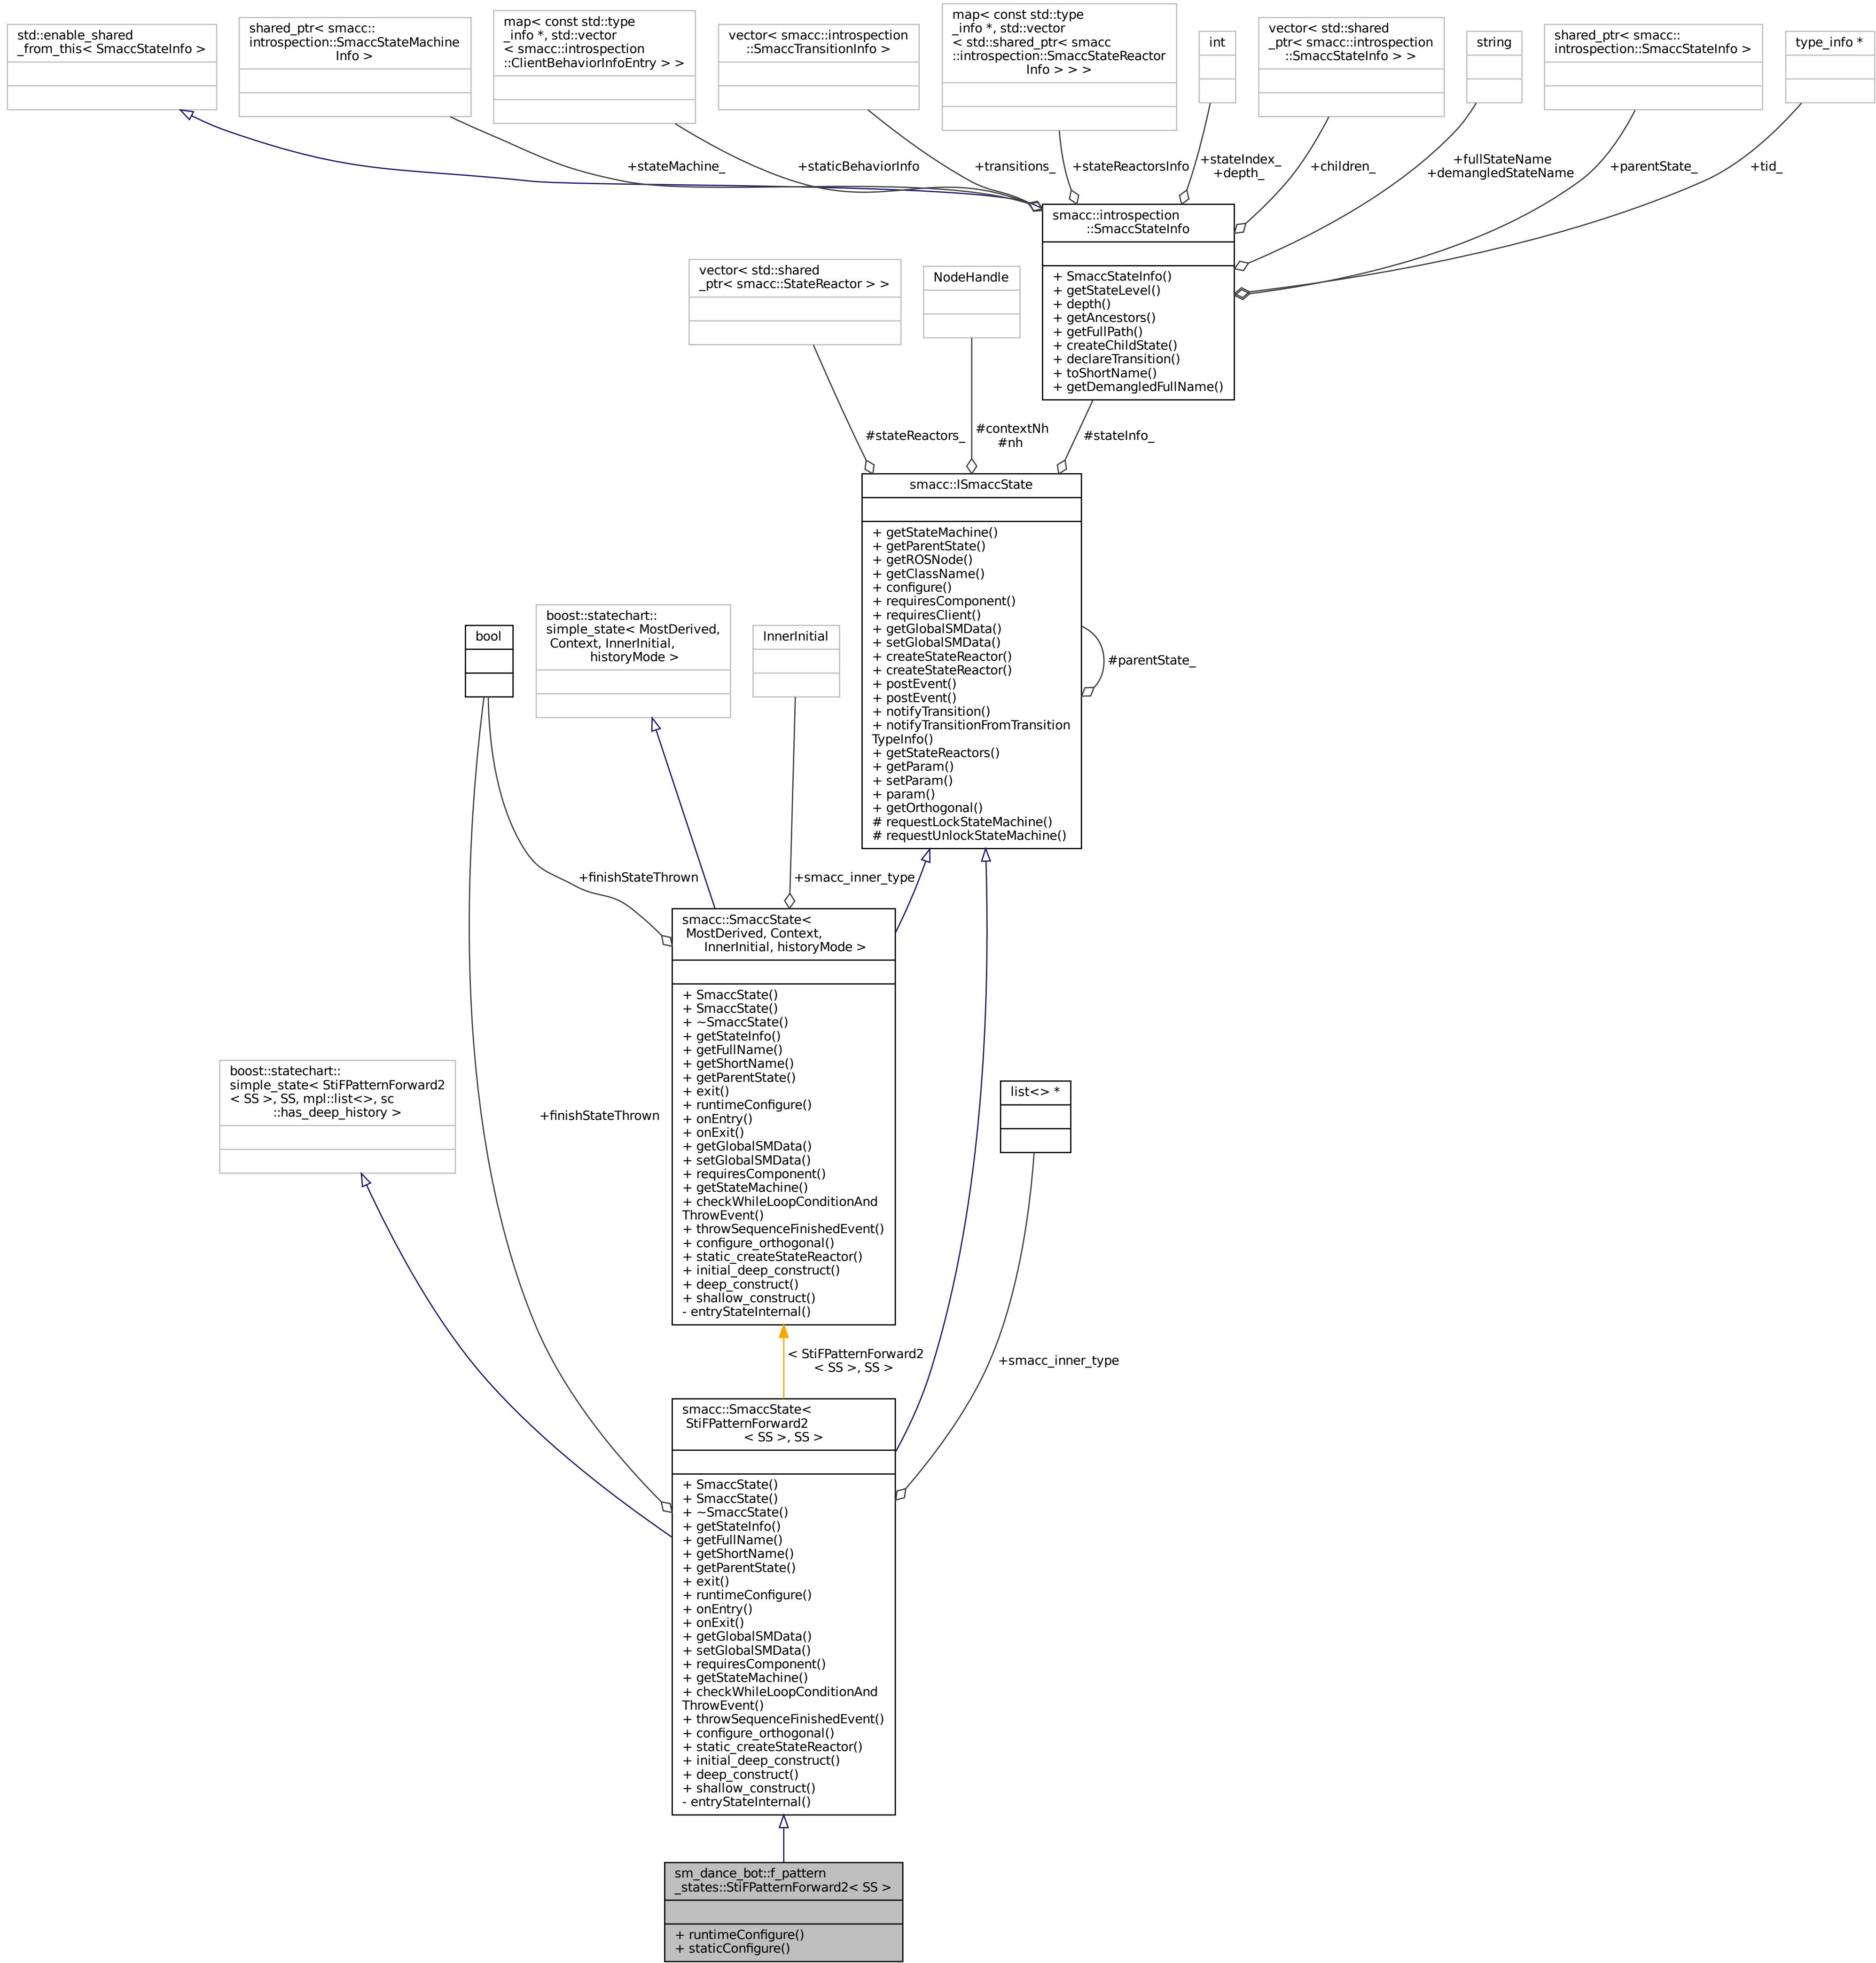 std::enable_shared
_from_this< SmaccStateInfo >
shared_ptr< smacc::
introspection::SmaccStateMachine
Info >
map< const std::type
_info *, std::vector
< smacc::introspection
::ClientBehaviorInfoEntry > >
vector< smacc::introspection
::SmaccTransitionInfo >
map< const std::type
_info *, std::vector
< std::shared_ptr< smacc
::introspection::SmaccStateReactor
Info > > >
int
vector< std::shared
_ptr< smacc::introspection
::SmaccStateInfo > >
string
shared_ptr< smacc::
introspection::SmaccStateInfo >
type_info *
+stateMachine_
+staticBehaviorInfo
+transitions_
+stateReactorsInfo
+stateIndex_
+depth_
+children_
+fullStateName
+demangledStateName
+parentState_
+tid_
smacc::introspection
::SmaccStateInfo
+ SmaccStateInfo()
+ getStateLevel()
+ depth()
+ getAncestors()
+ getFullPath()
+ createChildState()
+ declareTransition()
+ toShortName()
+ getDemangledFullName()
vector< std::shared
_ptr< smacc::StateReactor > >
NodeHandle
#stateReactors_
#contextNh
#nh
#stateInfo_
smacc::ISmaccState
+ getStateMachine()
+ getParentState()
+ getROSNode()
+ getClassName()
+ configure()
+ requiresComponent()
+ requiresClient()
+ getGlobalSMData()
+ setGlobalSMData()
+ createStateReactor()
+ createStateReactor()
+ postEvent()
+ postEvent()
+ notifyTransition()
+ notifyTransitionFromTransition
TypeInfo()
+ getStateReactors()
+ getParam()
+ setParam()
+ param()
+ getOrthogonal()
# requestLockStateMachine()
# requestUnlockStateMachine()
#parentState_
bool
boost::statechart::
simple_state< MostDerived,
Context, InnerInitial,
historyMode >
InnerInitial
+finishStateThrown
+smacc_inner_type
smacc::SmaccState<
MostDerived, Context,
InnerInitial, historyMode >
+ SmaccState()
+ SmaccState()
+ ~SmaccState()
+ getStateInfo()
+ getFullName()
+ getShortName()
+ getParentState()
+ exit()
+ runtimeConfigure()
+ onEntry()
+ onExit()
+ getGlobalSMData()
+ setGlobalSMData()
+ requiresComponent()
+ getStateMachine()
+ checkWhileLoopConditionAnd
ThrowEvent()
+ throwSequenceFinishedEvent()
+ configure_orthogonal()
+ static_createStateReactor()
+ initial_deep_construct()
+ deep_construct()
+ shallow_construct()
- entryStateInternal()
boost::statechart::
simple_state< StiFPatternForward2
< SS >, SS, mpl::list<>, sc
::has_deep_history >
+finishStateThrown
list<> *
< StiFPatternForward2
< SS >, SS >
+smacc_inner_type
smacc::SmaccState<
StiFPatternForward2
< SS >, SS >
+ SmaccState()
+ SmaccState()
+ ~SmaccState()
+ getStateInfo()
+ getFullName()
+ getShortName()
+ getParentState()
+ exit()
+ runtimeConfigure()
+ onEntry()
+ onExit()
+ getGlobalSMData()
+ setGlobalSMData()
+ requiresComponent()
+ getStateMachine()
+ checkWhileLoopConditionAnd
ThrowEvent()
+ throwSequenceFinishedEvent()
+ configure_orthogonal()
+ static_createStateReactor()
+ initial_deep_construct()
+ deep_construct()
+ shallow_construct()
- entryStateInternal()
sm_dance_bot::f_pattern
_states::StiFPatternForward2< SS >
+ runtimeConfigure()
+ staticConfigure()